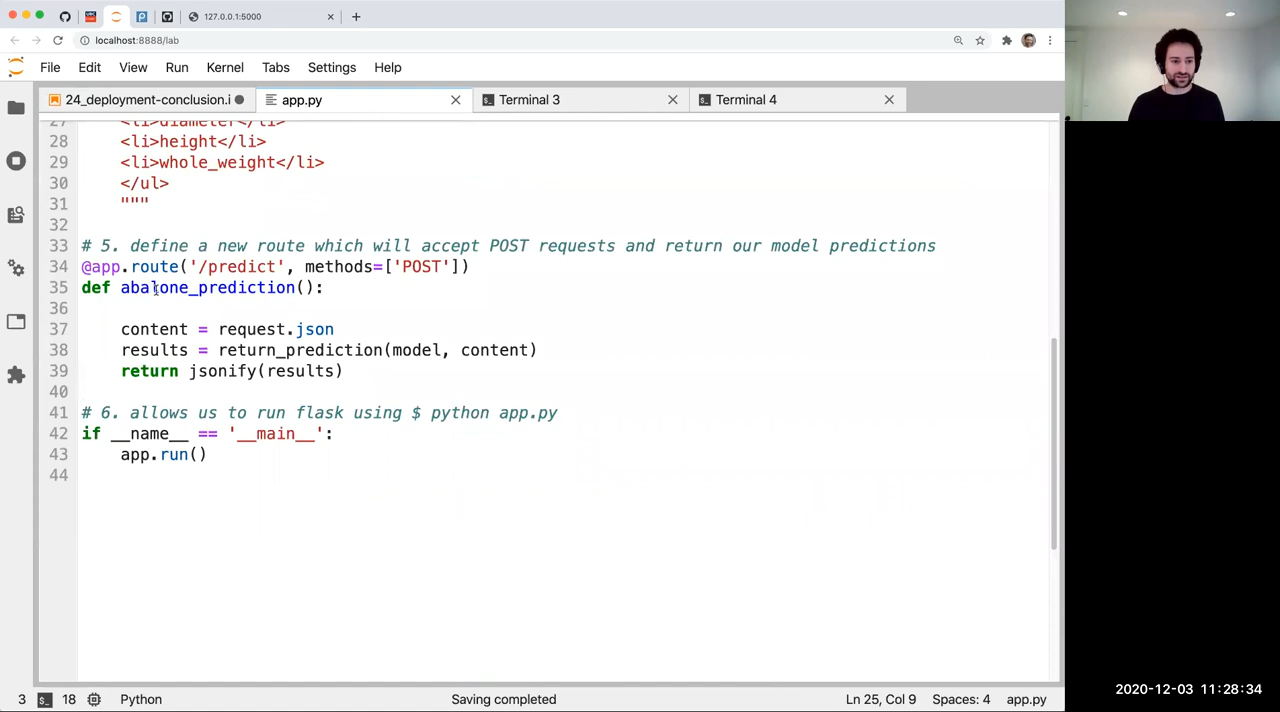 127.0.0.1:5000
localhost:8888/lab
File Edit View Run Kernel Tabs Settings Help
24_deployment-conclusion.i app.py Terminal 3 Terminal 4
27 <li>diameter</li>
28 <li>height</li>
29 <li>whole_weight</li>
30 </ul>
31 """
32
33 # 5. define a new route which will accept POST requests and return our model predictions
34 @app.route('/predict', methods=['POST'])
35 def abalone_prediction():
36
37 content = request.json
38 results = return_prediction(model, content)
39 return jsonify(results)
40
41 # 6. allows us to run flask using $ python app.py
42 if __name__ == '__main__':
43 app.run()
44
3 $_ 18 Python Saving completed Ln 25, Col 9 Spaces: 4 app.py
2020-12-03 11:28:34